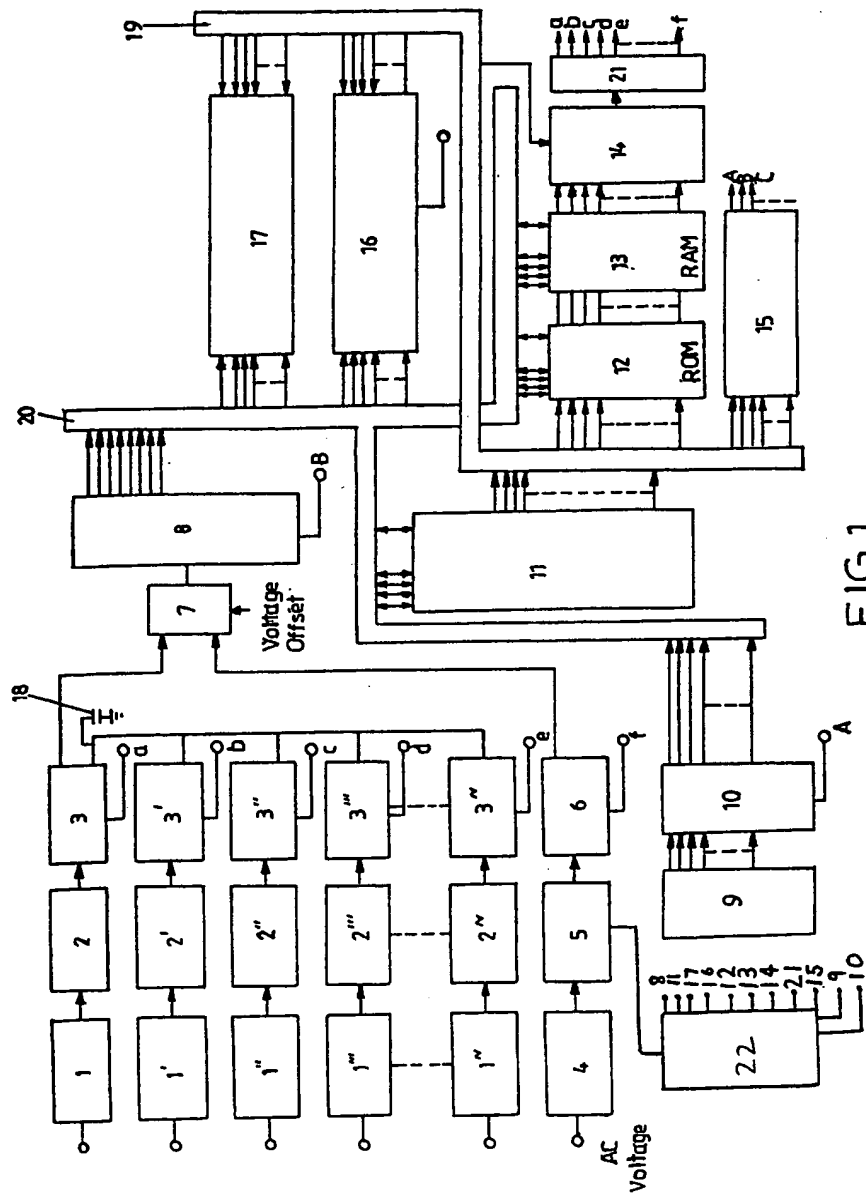 19
20
18
17
16
1
2
3
a
1'
2'
3'
b
1''
2''
3''
c
1'''
2'''
3'''
d
1ᴺ
2ᴺ
3ᴺ
e
AC
Voltage
4
5
6
f
7
Voltage
Offset
8
B
9
10
A
11
12
ROM
13
RAM
14
21
a
b
c
d
e
f
15
A
B
C
22
8
11
17
16
12
13
14
21
15
9
10
FIG.1